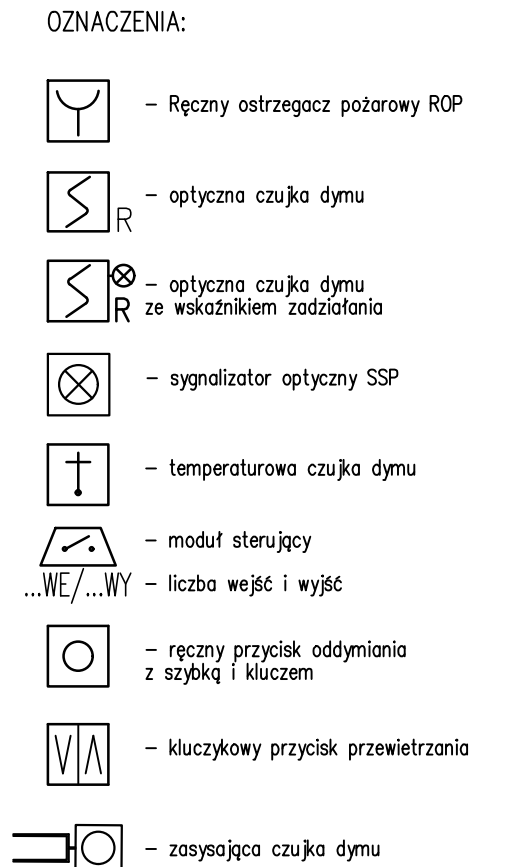 OZNACZENIA:
– Ręczny ostrzegacz pożarowy ROP
– optyczna czujka dymu
R
– optyczna czujka dymu
R ze wskaźnikiem zadziałania
– sygnalizator optyczny SSP
– temperaturowa czujka dymu
– moduł sterujący
...WE/...WY – liczba wejść i wyjść
– ręczny przycisk oddymiania
z szybką i kluczem
– kluczykowy przycisk przewietrzania
– zasysająca czujka dymu